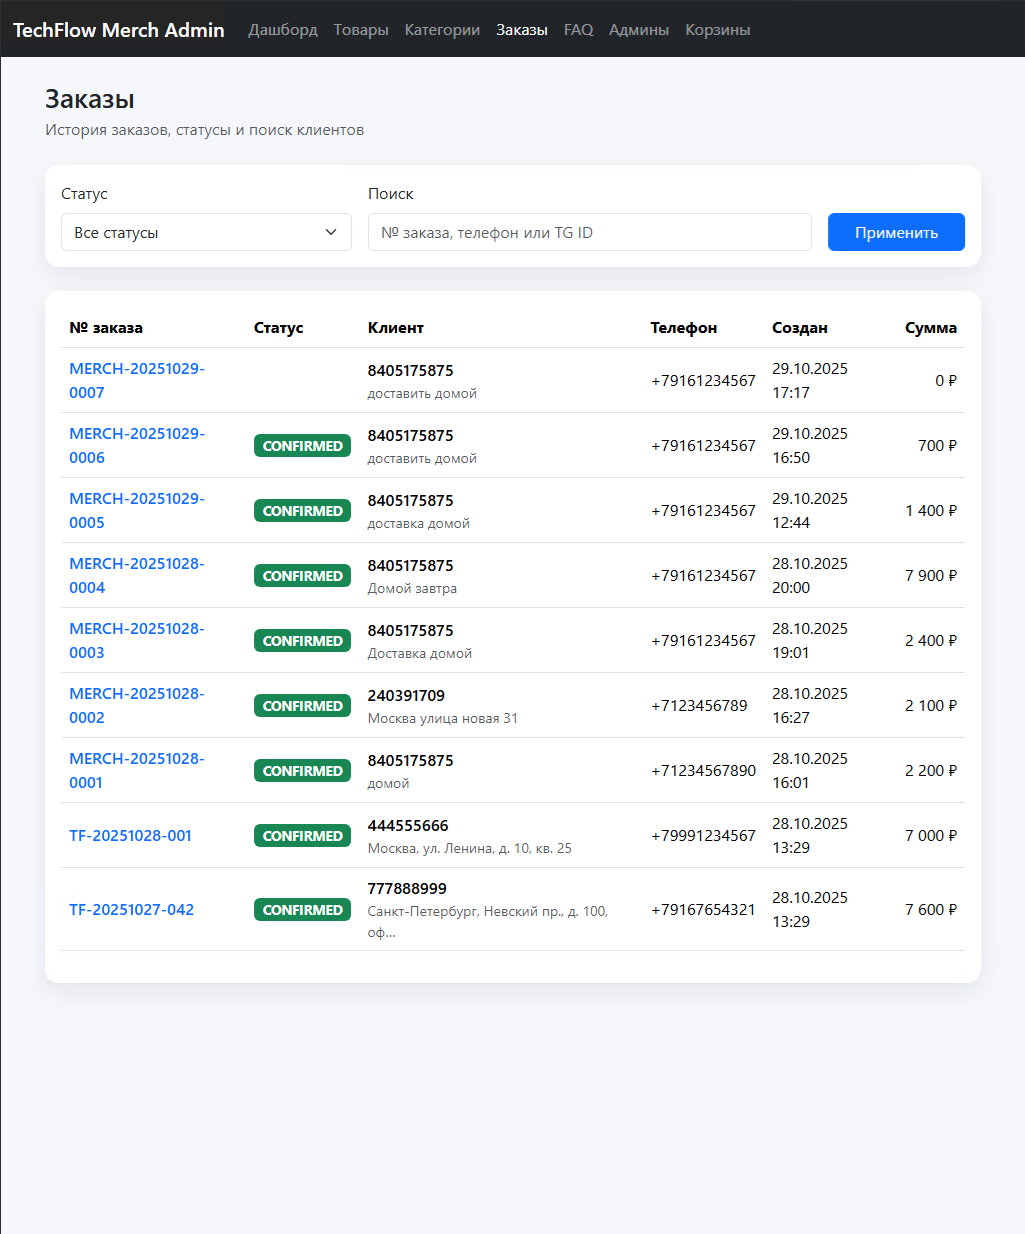 TechFlow Merch Admin Дашборд Товары Категории Заказы FAQ Админы Корзины
Заказы
История заказов, статусы и поиск клиентов
Статус Поиск
Все статусы № заказа, телефон или TG ID Применить
№ заказа Статус Клиент Телефон Создан Сумма
MERCH-20251029-
0007
8405175875
доставить домой
+79161234567
29.10.2025
17:17
0 ₽
MERCH-20251029-
0006
CONFIRMED
8405175875
доставить домой
+79161234567
29.10.2025
16:50
700 ₽
MERCH-20251029-
0005
CONFIRMED
8405175875
доставка домой
+79161234567
29.10.2025
12:44
1 400 ₽
MERCH-20251028-
0004
CONFIRMED
8405175875
Домой завтра
+79161234567
28.10.2025
20:00
7 900 ₽
MERCH-20251028-
0003
CONFIRMED
8405175875
Доставка домой
+79161234567
28.10.2025
19:01
2 400 ₽
MERCH-20251028-
0002
CONFIRMED
240391709
Москва улица новая 31
+7123456789
28.10.2025
16:27
2 100 ₽
MERCH-20251028-
0001
CONFIRMED
8405175875
домой
+71234567890
28.10.2025
16:01
2 200 ₽
TF-20251028-001
CONFIRMED
444555666
Москва, ул. Ленина, д. 10, кв. 25
+79991234567
28.10.2025
13:29
7 000 ₽
TF-20251027-042
CONFIRMED
777888999
Санкт-Петербург, Невский пр., д. 100,
оф...
+79167654321
28.10.2025
13:29
7 600 ₽